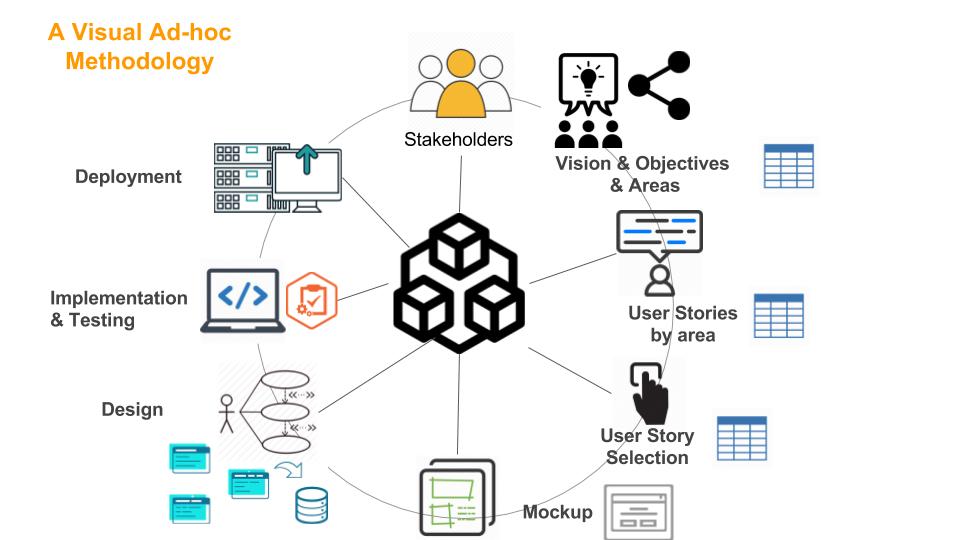 A Visual Ad-hoc
Methodology
Stakeholders
Vision & Objectives
& Areas
User Stories
by area
User Story
Selection
Mockup
Design
<<···>>
<<···>>
Implementation
& Testing
</>
Deployment